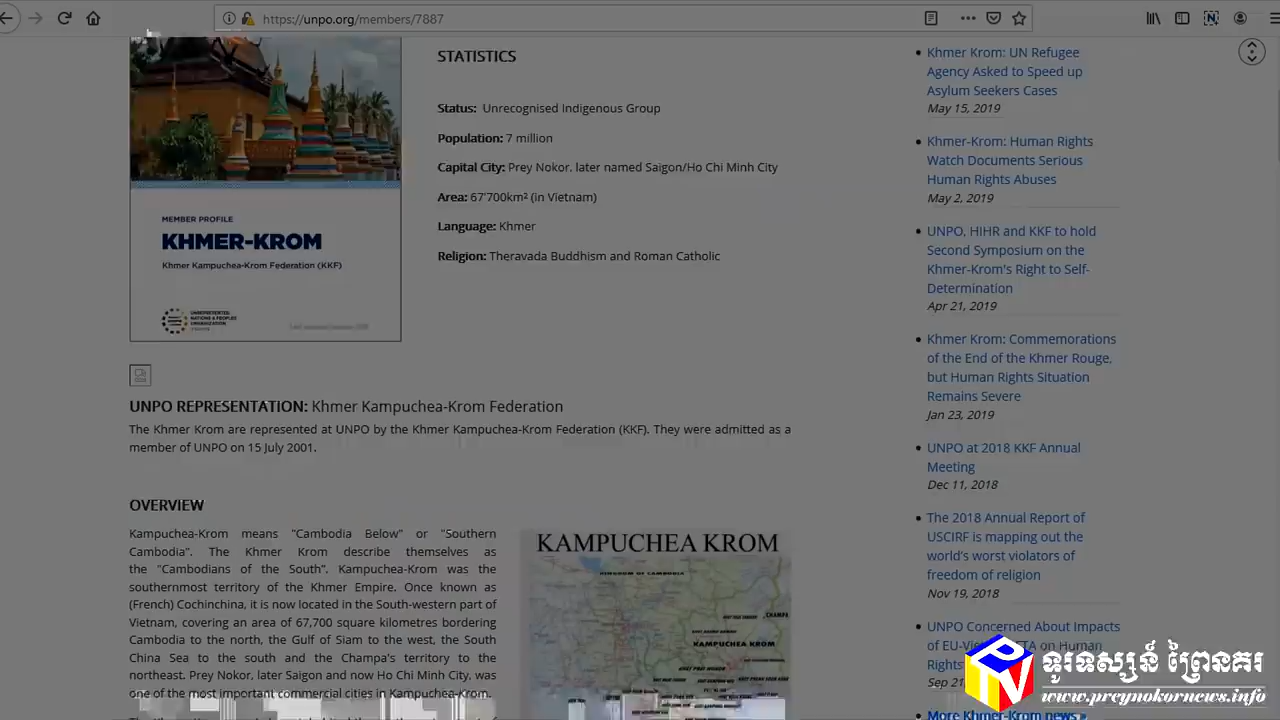 https://unpo.org/members/7887
STATISTICS
Status: Unrecognised Indigenous Group
Population: 7 million
Capital City: Prey Nokor, later named Saigon/Ho Chi Minh City
Area: 67'700km² (in Vietnam)
Language: Khmer
Religion: Theravada Buddhism and Roman Catholic
MEMBER PROFILE
KHMER-KROM
Khmer Kampuchea-Krom Federation (KKF)
UNPO REPRESENTATION: Khmer Kampuchea-Krom Federation
The Khmer Krom are represented at UNPO by the Khmer Kampuchea-Krom Federation (KKF). They were admitted as a
member of UNPO on 15 July 2001.
OVERVIEW
Kampuchea-Krom means "Cambodia Below" or "Southern
Cambodia". The Khmer Krom describe themselves as
the "Cambodians of the South". Kampuchea-Krom was the
southernmost territory of the Khmer Empire. Once known as
(French) Cochinchina, it is now located in the South-western part of
Vietnam, covering an area of 67,700 square kilometres bordering
Cambodia to the north, the Gulf of Siam to the west, the South
China Sea to the south and the Champa's territory to the
northeast. Prey Nokor, later Saigon and now Ho Chi Minh City, was
one of the most important commercial cities in Kampuchea-Krom.
KAMPUCHEA KROM
KINGDOM OF CAMBODIA
CHAMPA
KAMPUCHEA KROM
Khmer Krom: UN Refugee
Agency Asked to Speed up
Asylum Seekers Cases
May 15, 2019
Khmer-Krom: Human Rights
Watch Documents Serious
Human Rights Abuses
May 2, 2019
UNPO, HIHR and KKF to hold
Second Symposium on the
Khmer-Krom's Right to Self-
Determination
Apr 21, 2019
Khmer Krom: Commemorations
of the End of the Khmer Rouge,
but Human Rights Situation
Remains Severe
Jan 23, 2019
UNPO at 2018 KKF Annual
Meeting
Dec 11, 2018
The 2018 Annual Report of
USCIRF is mapping out the
world's worst violators of
freedom of religion
Nov 19, 2018
UNPO Concerned About Impacts
of EU-Vietnam FTA on Human
Rights
Sep 21
More Khmer-Krom news »
ទូរទស្សន៍ ព្រៃនគរ
www.preynokornews.info